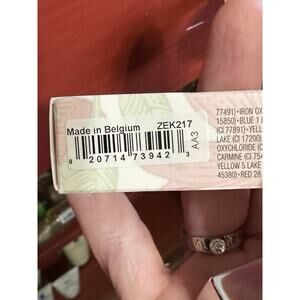 Made in Belgium ZEK217
AA3
0 20714 73942 3
77491)•IRON OX
15850)•BLUE 1
(CI 77891)•YELL
LAKE (CI 17200)
OXYCHLORIDE (C
CARMINE (CI 754
YELLOW 5 LAKE
45380)•RED 28